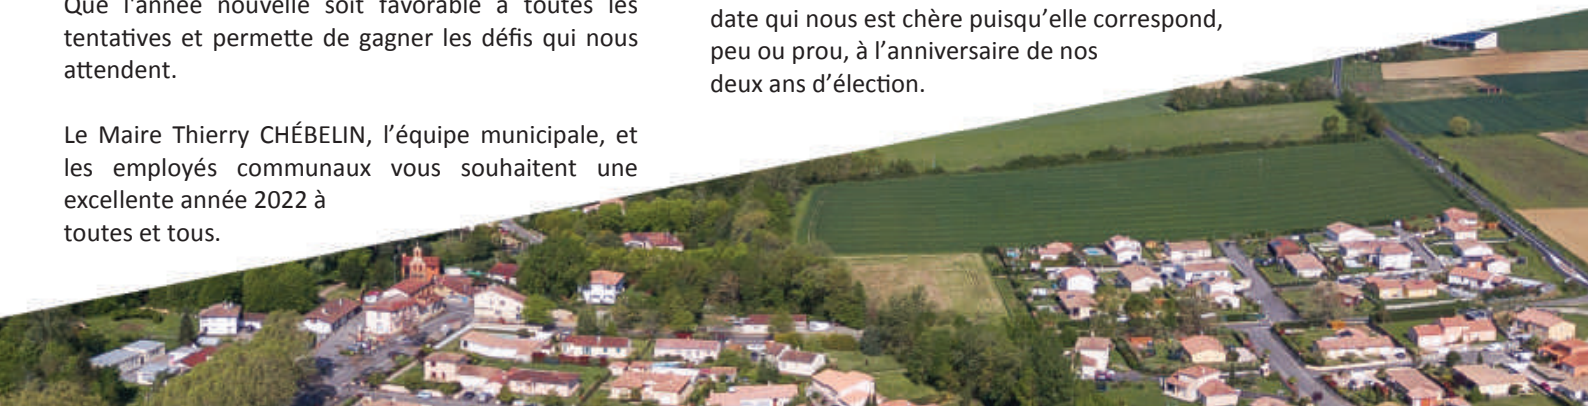 Que l'année nouvelle soit favorable à toutes les
tentatives et permette de gagner les défis qui nous
attendent.
Le Maire Thierry CHÉBELIN, l'équipe municipale, et
les employés communaux vous souhaitent une
excellente année 2022 à
toutes et tous.
date qui nous est chère puisqu'elle correspond,
peu ou prou, à l'anniversaire de nos
deux ans d'élection.